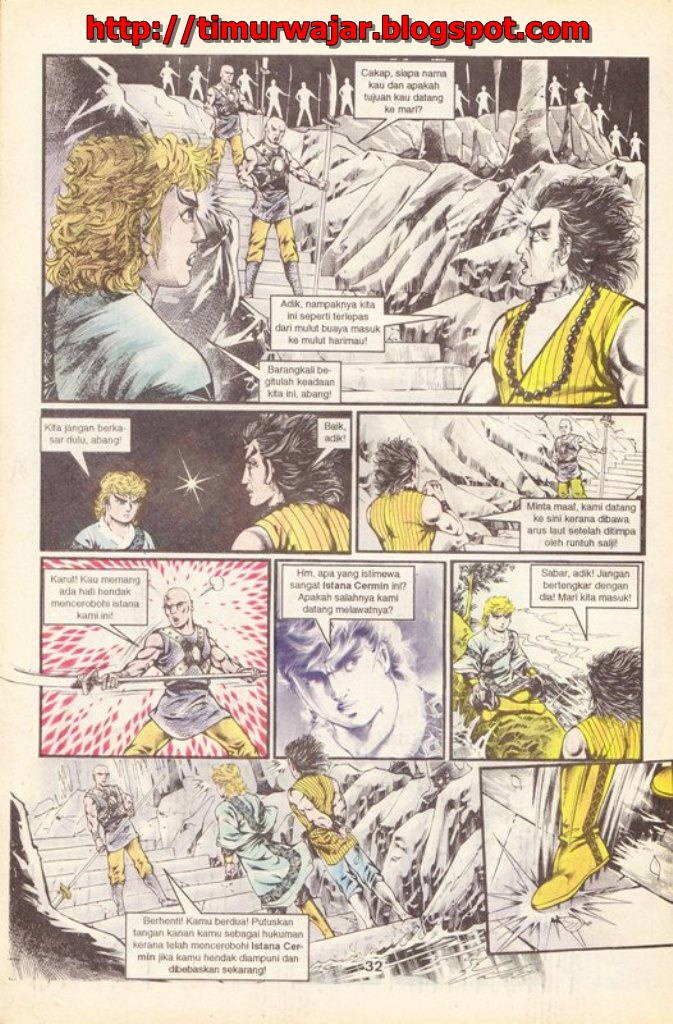 http://timurwajar.blogspot.com
Cakap, siapa nama
kau dan apakah
tujuan kau datang
ke mari?
Adik, nampaknya kita
ini seperti terlepas
dari mulut buaya masuk
ke mulut harimau!
Barangkali be-
gitulah keadaan
kita ini, abang!
Kita jangan berka-
sar dulu, abang!
Baik,
adik!
Minta maaf, kami datang
ke sini kerana dibawa
arus laut setelah ditimpa
oleh runtuh salji!
Karut! Kau memang
ada hati hendak
mencerobohi istana
kami ini!
Hm, apa yang istimewa
sangat Istana Cermin ini?
Apakah salahnya kami
datang melawatnya?
Sabar, adik! Jangan
bertengkar dengan
dia! Mari kita masuk!
Berhenti! Kamu berdua! Putuskan
tangan kanan kamu sebagai hukuman
kerana telah mencerobohi Istana Cer-
min jika kamu hendak diampuni dan
dibebaskan sekarang!
32